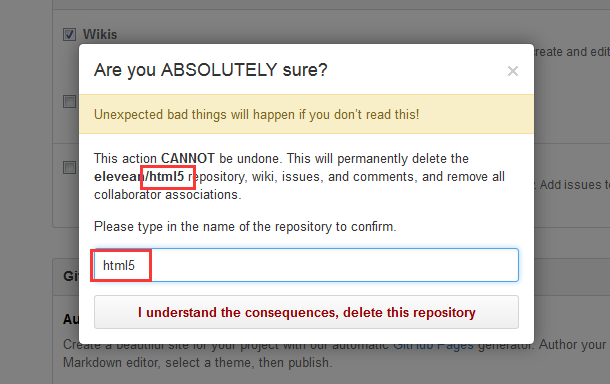 Wikis
Are you ABSOLUTELY sure?
×
create and edit
Unexpected bad things will happen if you don’t read this!
This action CANNOT be undone. This will permanently delete the
elevean/html5 repository, wiki, issues, and comments, and remove all
collaborator associations.
Add issues to
Please type in the name of the repository to confirm.
html5
I understand the consequences, delete this repository
Create a beautiful site for your project with our automatic GitHub Pages generator. Author your
Markdown editor, select a theme, then publish.